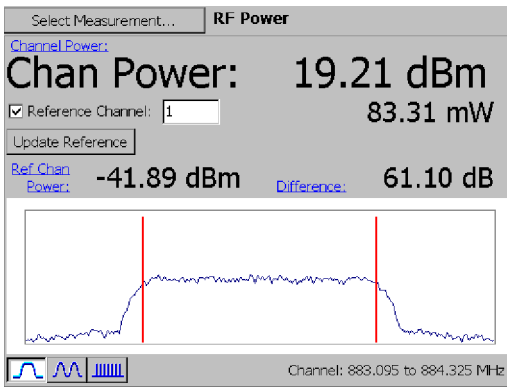 Select Measurement...
RF Power
Channel Power:
Chan Power: 19.21 dBm
Reference Channel: 1
83.31 mW
Update Reference
Ref Chan
Power: -41.89 dBm Difference: 61.10 dB
Channel: 883.095 to 884.325 MHz